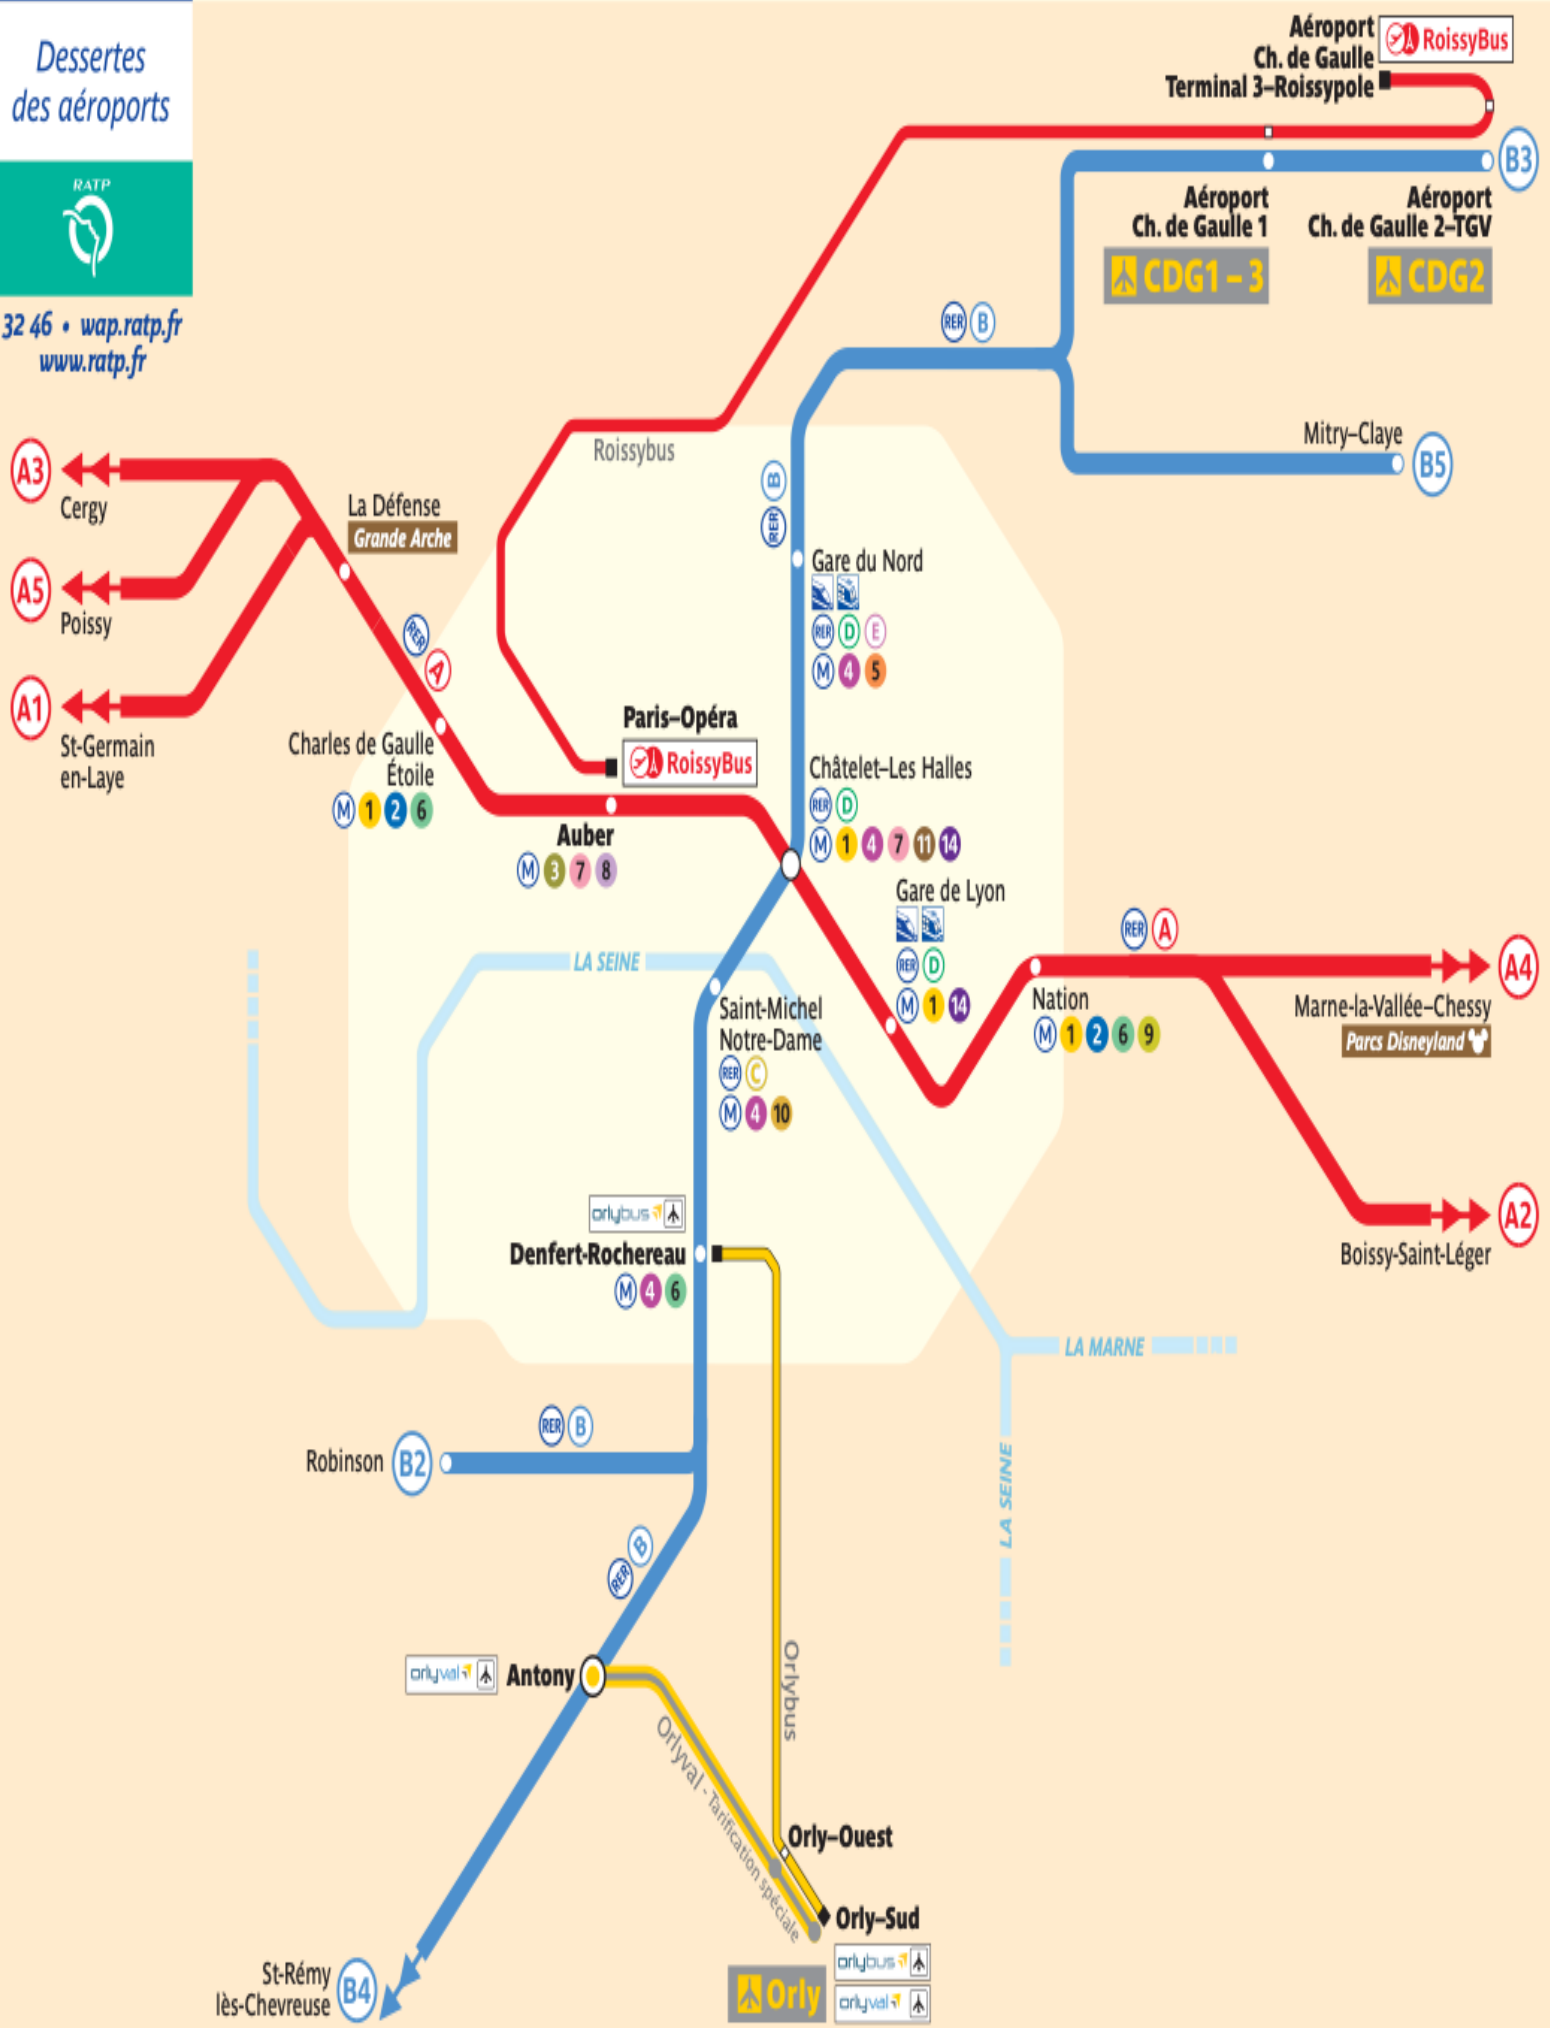 Dessertes
des aéroports
RATP
32 46 • wap.ratp.fr
www.ratp.fr
Aéroport
Ch. de Gaulle
Terminal 3–Roissypole
RoissyBus
B3
Aéroport
Ch. de Gaulle 1
CDG1 – 3
Aéroport
Ch. de Gaulle 2–TGV
CDG2
RER B
Mitry–Claye
B5
Roissybus
A3
Cergy
A5
Poissy
A1
St-Germain
en-Laye
La Défense
Grande Arche
RER A
RER B
Gare du Nord
RER D E
M 4 5
Charles de Gaulle
Étoile
M 1 2 6
Paris–Opéra
RoissyBus
Auber
M 3 7 8
Châtelet–Les Halles
RER D
M 1 4 7 11 14
Gare de Lyon
RER D
M 1 14
RER A
Nation
M 1 2 6 9
A4
Marne-la-Vallée–Chessy
Parcs Disneyland
A2
Boissy-Saint-Léger
LA SEINE
Saint-Michel
Notre-Dame
RER C
M 4 10
orlybus
Denfert-Rochereau
M 4 6
LA MARNE
LA SEINE
RER B
Robinson
B2
RER B
orlyval
Antony
Orlybus
Orlyval - Tarification spéciale
Orly–Ouest
Orly–Sud
orlybus
orlyval
Orly
St-Rémy
lès-Chevreuse
B4